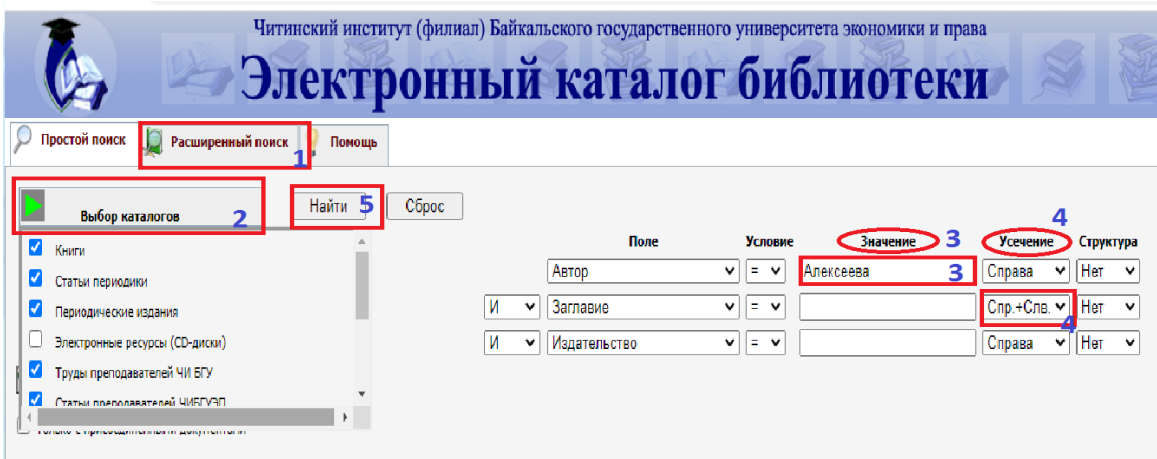 Читинский институт (филиал) Байкальского государственного университета экономики и права
Электронный каталог библиотеки
Простой поиск Расширенный поиск 1 Помощь
Выбор каталогов 2 Найти 5 Сброс
4
Поле Условие Значение 3 Усечение Структура
Книги
Автор = Алексеева 3 Справа Нет
Статьи периодики
Периодические издания
И Заглавие = Спр.+Слв. Нет
4
Электронные ресурсы (CD-диски)
И Издательство = Справа Нет
Труды преподавателей ЧИ БГУ
Статьи преподавателей ЧИБГУЭП
Только с присоединенными документами